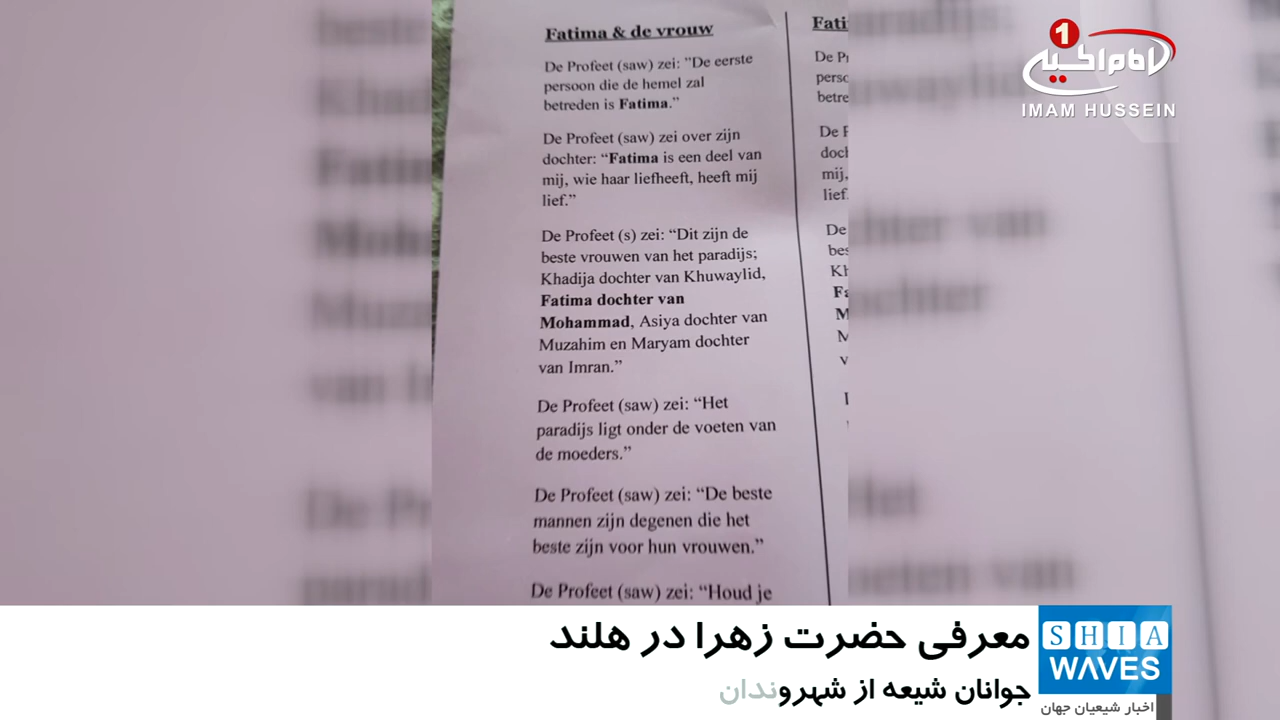 Fatima & de vrouw
De Profeet (saw) zei: "De eerste
persoon die de hemel zal
betreden is Fatima."
De Profeet (saw) zei over zijn
dochter: “Fatima is een deel van
mij, wie haar liefheeft, heeft mij
lief.”
De Profeet (s) zei: “Dit zijn de
beste vrouwen van het paradijs;
Khadija dochter van Khuwaylid,
Fatima dochter van
Mohammad, Asiya dochter van
Muzahim en Maryam dochter
van Imran.”
De Profeet (saw) zei: “Het
paradijs ligt onder de voeten van
de moeders.”
De Profeet (saw) zei: “De beste
mannen zijn degenen die het
beste zijn voor hun vrouwen.”
De Profeet (saw) zei: “Houd je
1
امام حسین
IMAM HUSSEIN
معرفی حضرت زهرا در هلند
جوانان شیعه از شهروندان
SHIA
WAVES
اخبار شیعیان جهان